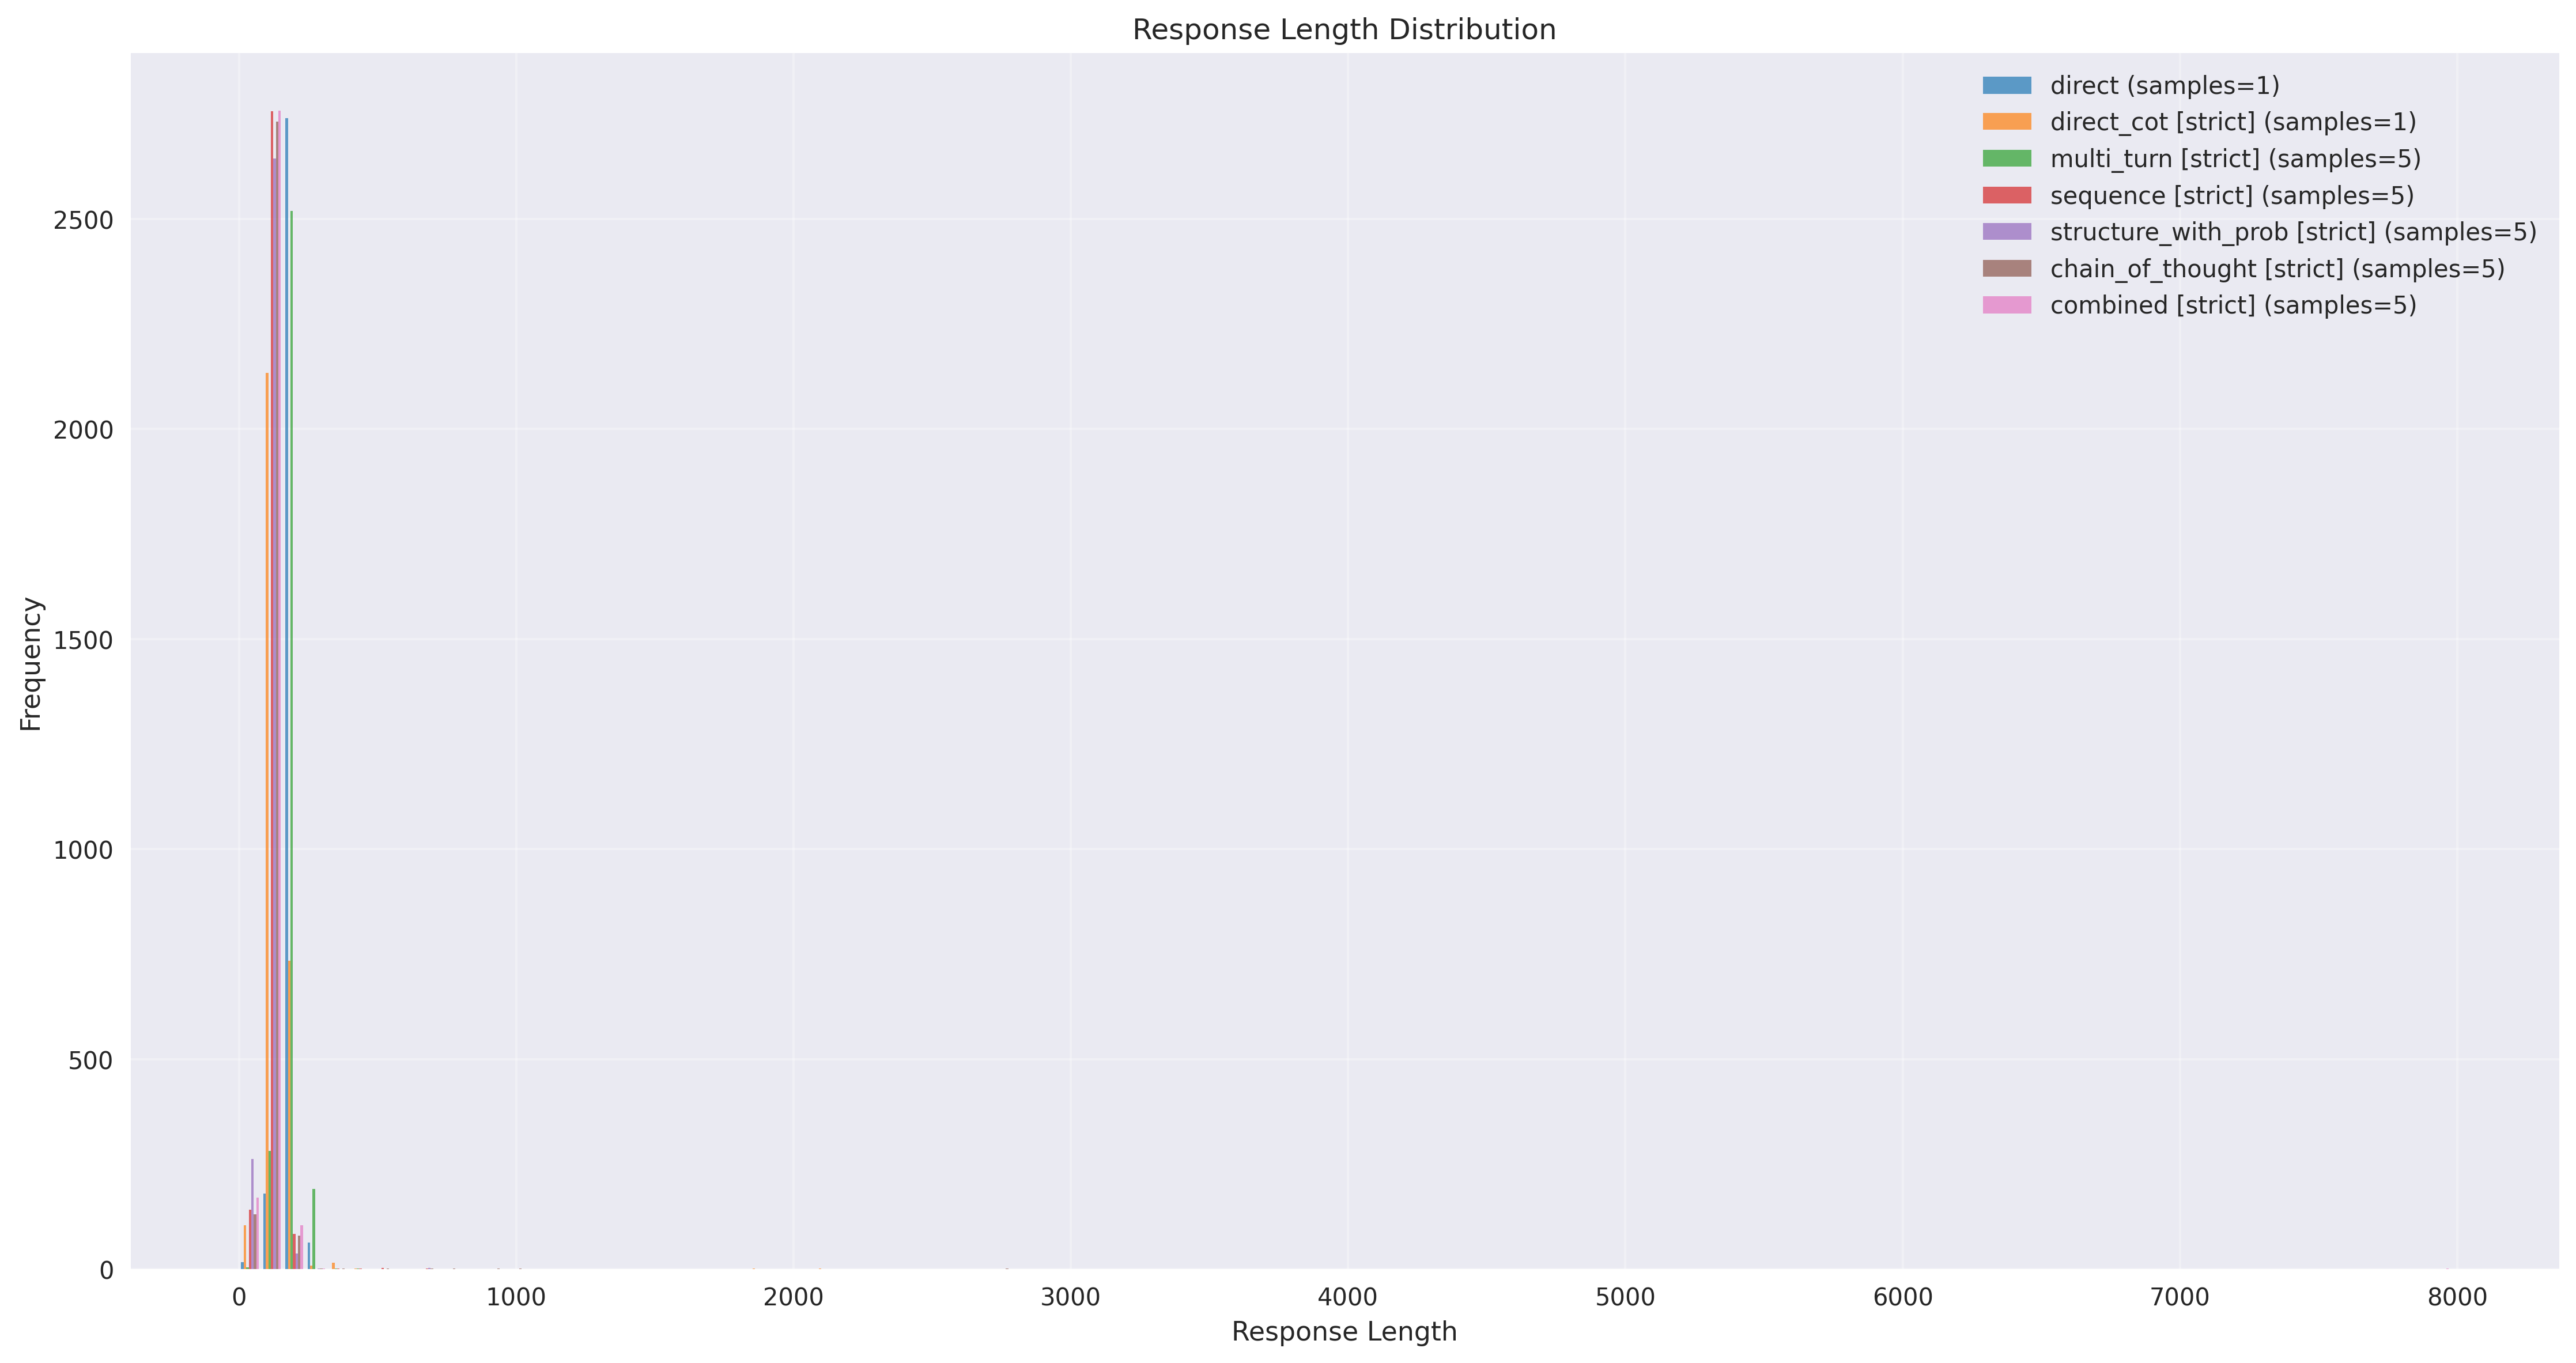 Response Length Distribution
direct (samples=1)
direct_cot [strict] (samples=1)
multi_turn [strict] (samples=5)
sequence [strict] (samples=5)
structure_with_prob [strict] (samples=5)
chain_of_thought [strict] (samples=5)
combined [strict] (samples=5)
Frequency
2500
2000
1500
1000
500
0
0 1000 2000 3000 4000 5000 6000 7000 8000
Response Length